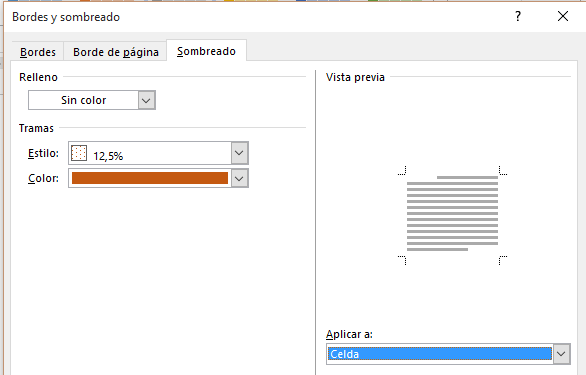 Bordes y sombreado
?
Bordes
Borde de página
Sombreado
Relleno
Sin color
Tramas
Estilo:
12,5%
Color:
Vista previa
Aplicar a:
Celda